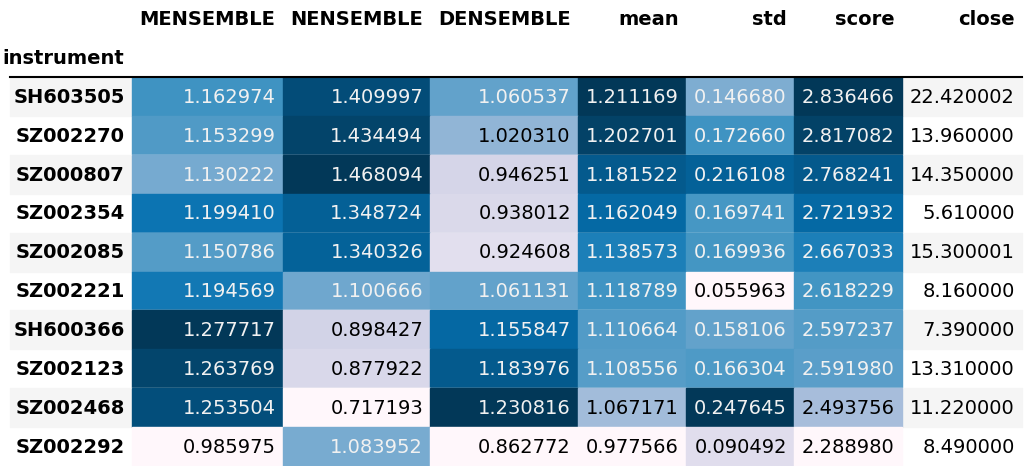 MENSEMBLE NENSEMBLE DENSEMBLE mean std score close
instrument
SH603505 1.162974 1.409997 1.060537 1.211169 0.146680 2.836466 22.420002
SZ002270 1.153299 1.434494 1.020310 1.202701 0.172660 2.817082 13.960000
SZ000807 1.130222 1.468094 0.946251 1.181522 0.216108 2.768241 14.350000
SZ002354 1.199410 1.348724 0.938012 1.162049 0.169741 2.721932 5.610000
SZ002085 1.150786 1.340326 0.924608 1.138573 0.169936 2.667033 15.300001
SZ002221 1.194569 1.100666 1.061131 1.118789 0.055963 2.618229 8.160000
SH600366 1.277717 0.898427 1.155847 1.110664 0.158106 2.597237 7.390000
SZ002123 1.263769 0.877922 1.183976 1.108556 0.166304 2.591980 13.310000
SZ002468 1.253504 0.717193 1.230816 1.067171 0.247645 2.493756 11.220000
SZ002292 0.985975 1.083952 0.862772 0.977566 0.090492 2.288980 8.490000